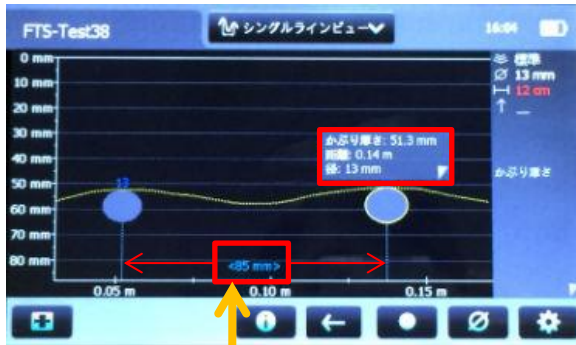 FTS-Test38
シングルラインビュー
16:04
0 mm
10 mm
20 mm
30 mm
40 mm
50 mm
60 mm
70 mm
80 mm
標準
13 mm
12 cm
かぶり厚さ
かぶり厚さ: 51.3 mm
距離: 0.14 m
径: 13 mm
13
<85 mm>
0.05 m
0.10 m
0.15 m